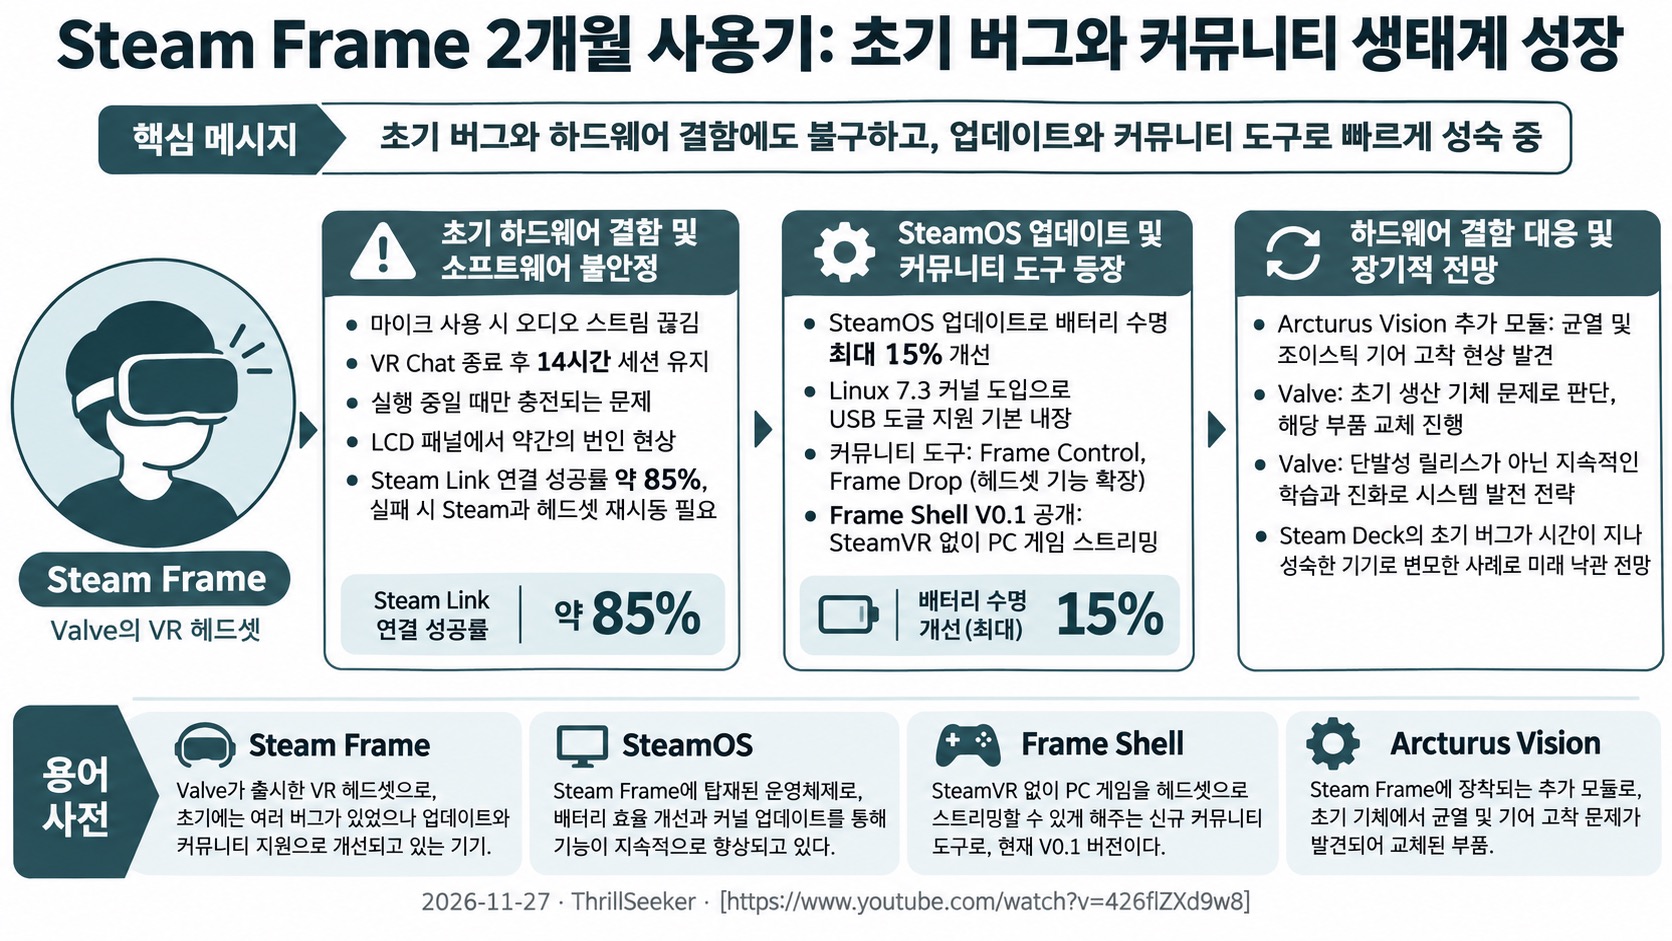 Steam Frame 2개월 사용기: 초기 버그와 커뮤니티 생태계 성장
핵심 메시지
초기 버그와 하드웨어 결함에도 불구하고, 업데이트와 커뮤니티 도구로 빠르게 성숙 중
Steam Frame
Valve의 VR 헤드셋
초기 하드웨어 결함 및
소프트웨어 불안정
• 마이크 사용 시 오디오 스트림 끊김
• VR Chat 종료 후 14시간 세션 유지
• 실행 중일 때만 충전되는 문제
• LCD 패널에서 약간의 번인 현상
• Steam Link 연결 성공률 약 85%,
실패 시 Steam과 헤드셋 재시동 필요
Steam Link
연결 성공률
약 85%
SteamOS 업데이트 및
커뮤니티 도구 등장
• SteamOS 업데이트로 배터리 수명
최대 15% 개선
• Linux 7.3 커널 도입으로
USB 도글 지원 기본 내장
• 커뮤니티 도구: Frame Control,
Frame Drop (헤드셋 기능 확장)
• Frame Shell V0.1 공개:
SteamVR 없이 PC 게임 스트리밍
배터리 수명
개선(최대)
15%
하드웨어 결함 대응 및
장기적 전망
• Arcturus Vision 추가 모듈: 균열 및
조이스틱 기어 고착 현상 발견
• Valve: 초기 생산 기체 문제로 판단,
해당 부품 교체 진행
• Valve: 단발성 릴리스가 아닌 지속적인
학습과 진화로 시스템 발전 전략
• Steam Deck의 초기 버그가 시간이 지나
성숙한 기기로 변모한 사례로 미래 낙관 전망
용어
사전
Steam Frame
Valve가 출시한 VR 헤드셋으로,
초기에는 여러 버그가 있었으나 업데이트와
커뮤니티 지원으로 개선되고 있는 기기.
SteamOS
Steam Frame에 탑재된 운영체제로,
배터리 효율 개선과 커널 업데이트를 통해
기능이 지속적으로 향상되고 있다.
Frame Shell
SteamVR 없이 PC 게임을 헤드셋으로
스트리밍할 수 있게 해주는 신규 커뮤니티
도구로, 현재 V0.1 버전이다.
Arcturus Vision
Steam Frame에 장착되는 추가 모듈로,
초기 기체에서 균열 및 기어 고착 문제가
발견되어 교체된 부품.
2026-11-27 · ThrillSeeker · [https://www.youtube.com/watch?v=426flZXd9w8]